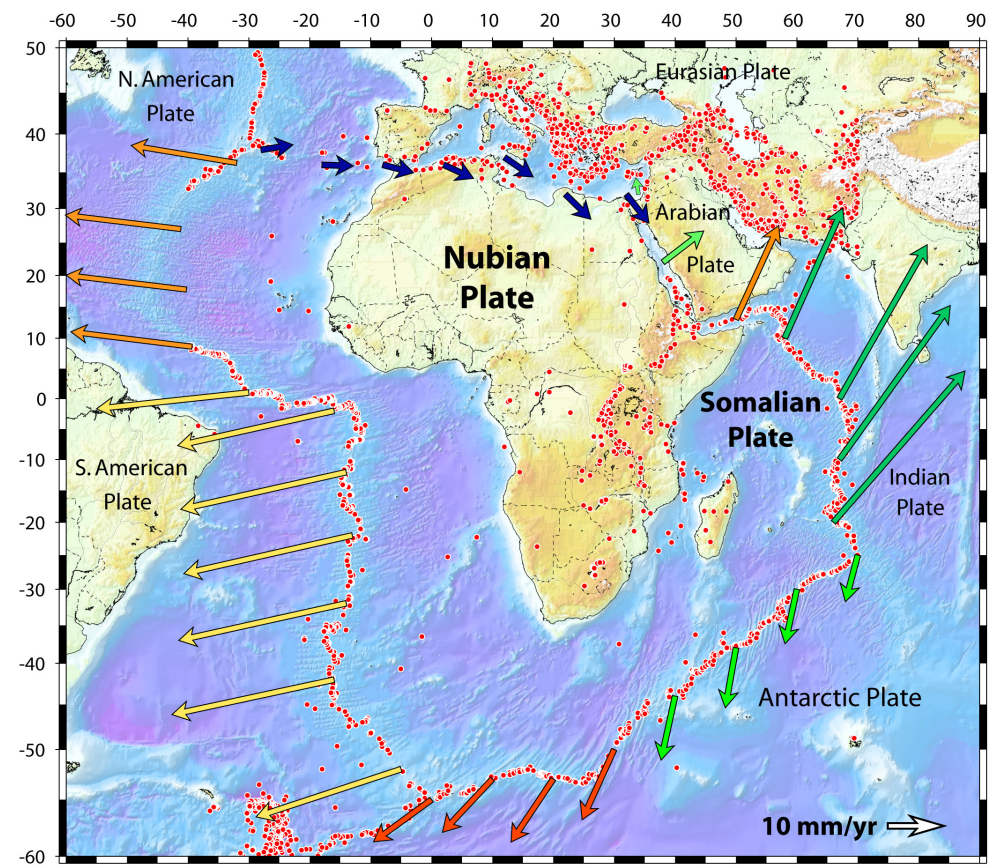 -60 -50 -40 -30 -20 -10 0 10 20 30 40 50 60 70 80 90
50
N. American
Plate
Eurasian Plate
40
30
Arabian
Plate
Nubian
Plate
20
10
0
Somalian
Plate
S. American
Plate
-10
Indian
Plate
-20
-30
-40
Antarctic Plate
-50
10 mm/yr
-60